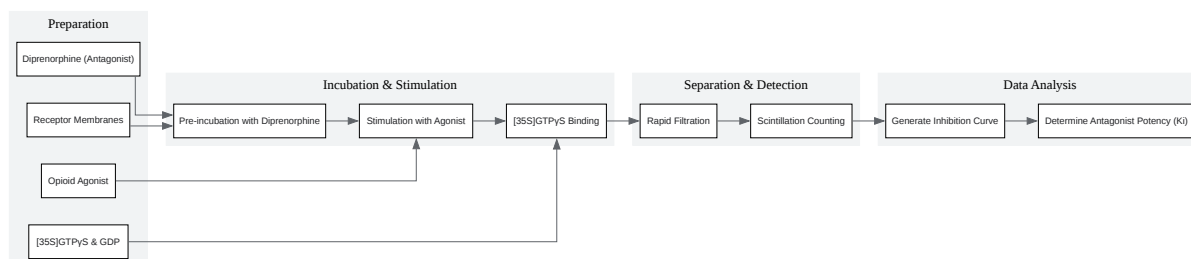 Preparation
Diprenorphine (Antagonist)
Receptor Membranes
Opioid Agonist
[35S]GTPγS & GDP
Incubation & Stimulation
Pre-incubation with Diprenorphine
Stimulation with Agonist
[35S]GTPγS Binding
Separation & Detection
Rapid Filtration
Scintillation Counting
Data Analysis
Generate Inhibition Curve
Determine Antagonist Potency (Ki)